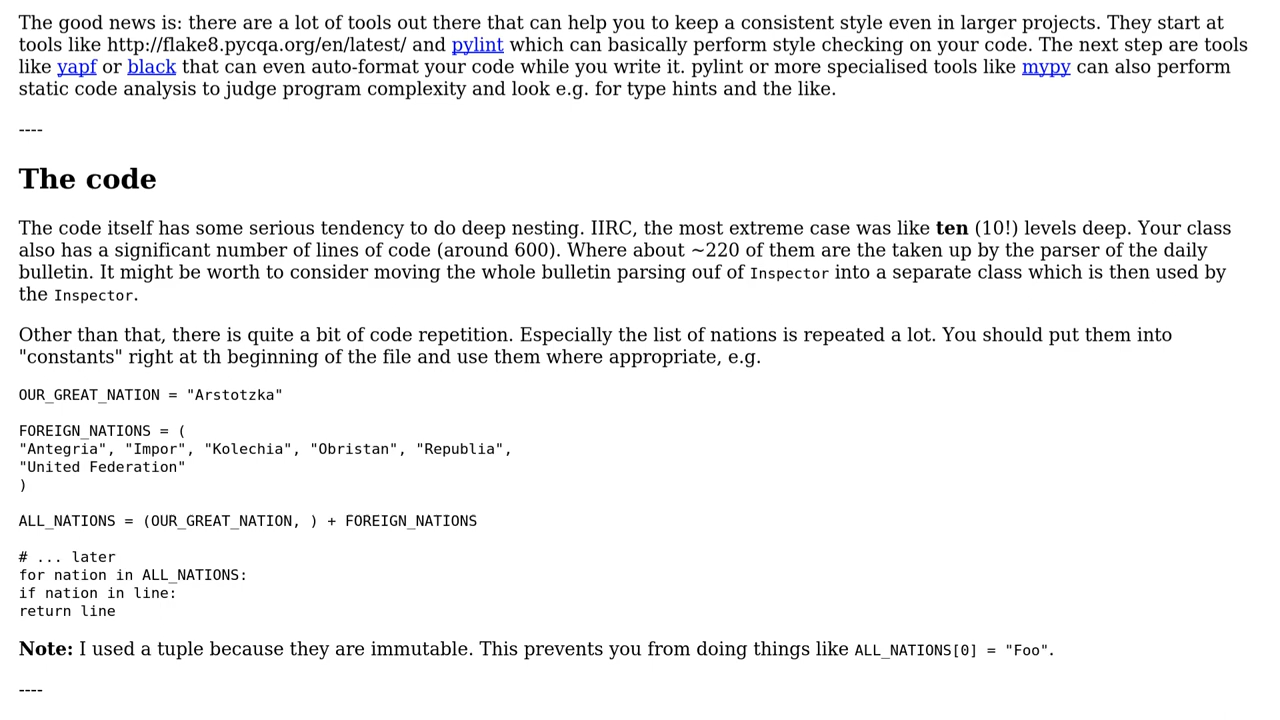 The good news is: there are a lot of tools out there that can help you to keep a consistent style even in larger projects. They start at
tools like http://flake8.pycqa.org/en/latest/ and pylint which can basically perform style checking on your code. The next step are tools
like yapf or black that can even auto-format your code while you write it. pylint or more specialised tools like mypy can also perform
static code analysis to judge program complexity and look e.g. for type hints and the like.
----
The code
The code itself has some serious tendency to do deep nesting. IIRC, the most extreme case was like ten (10!) levels deep. Your class
also has a significant number of lines of code (around 600). Where about ~220 of them are the taken up by the parser of the daily
bulletin. It might be worth to consider moving the whole bulletin parsing ouf of Inspector into a separate class which is then used by
the Inspector.
Other than that, there is quite a bit of code repetition. Especially the list of nations is repeated a lot. You should put them into
"constants" right at th beginning of the file and use them where appropriate, e.g.
OUR_GREAT_NATION = "Arstotzka"
FOREIGN_NATIONS = (
"Antegria", "Impor", "Kolechia", "Obristan", "Republia",
"United Federation"
)
ALL_NATIONS = (OUR_GREAT_NATION, ) + FOREIGN_NATIONS
# ... later
for nation in ALL_NATIONS:
if nation in line:
return line
Note: I used a tuple because they are immutable. This prevents you from doing things like ALL_NATIONS[0] = "Foo".
----